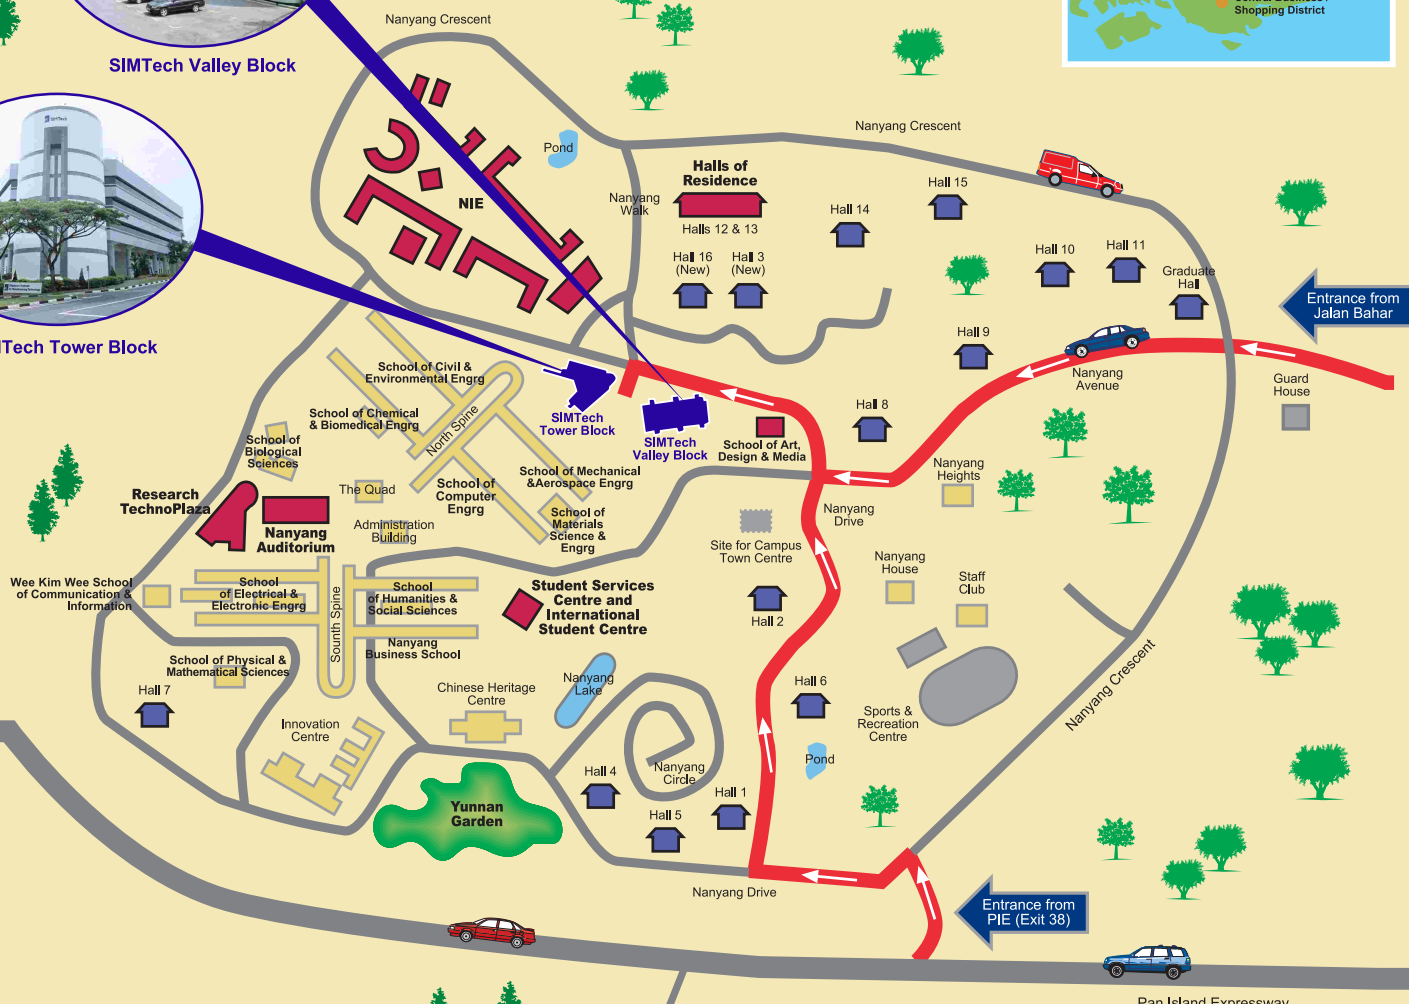 Central Business /
Shopping District
Nanyang Crescent
SIMTech Valley Block
SIMTech
Nanyang Crescent
Pond
Halls of
Residence
Hall 15
Nanyang
Walk
NIE
Halls 12 & 13
Hall 14
Hall 16
(New)
Hall 3
(New)
Hall 10
Hall 11
Graduate
Hall
Entrance from
Jalan Bahar
Tech Tower Block
Hall 9
School of Civil &
Environmental Engrg
Nanyang
Avenue
Guard
House
School of Chemical
& Biomedical Engrg
North Spine
SIMTech
Tower Block
SIMTech
Valley Block
Hall 8
School of Art,
Design & Media
School of
Biological
Sciences
School of Mechanical
&Aerospace Engrg
Nanyang
Heights
Research
TechnoPlaza
The Quad
School of
Computer
Engrg
Nanyang
Auditorium
Administration
Building
School of
Materials
Science &
Engrg
Nanyang
Drive
Site for Campus
Town Centre
Nanyang
House
Staff
Club
Wee Kim Wee School
of Communication &
Information
School
of Electrical &
Electronic Engrg
Sounth Spine
School
of Humanities &
Social Sciences
Student Services
Centre and
International
Student Centre
Hall 2
Nanyang
Business School
School of Physical &
Mathematical Sciences
Nanyang Crescent
Hall 7
Chinese Heritage
Centre
Nanyang
Lake
Hall 6
Sports &
Recreation
Centre
Innovation
Centre
Pond
Nanyang
Circle
Hall 4
Hall 1
Yunnan
Garden
Hall 5
Nanyang Drive
Entrance from
PIE (Exit 38)
Pan Island Expressway